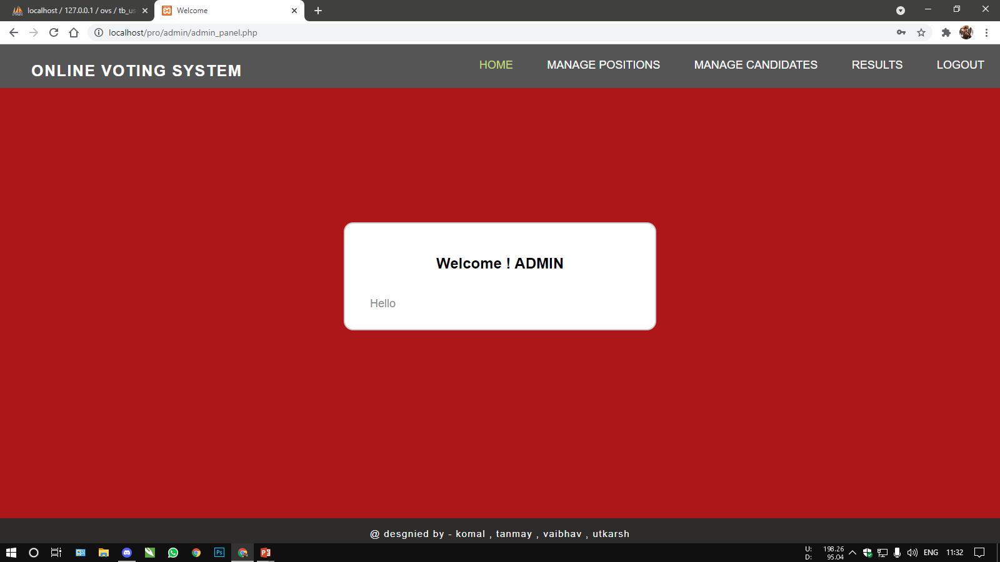 localhost / 127.0.0.1 / ovs / tb_us
Welcome
localhost/pro/admin/admin_panel.php
ONLINE VOTING SYSTEM
HOME
MANAGE POSITIONS
MANAGE CANDIDATES
RESULTS
LOGOUT
Welcome ! ADMIN
Hello
@ desgnied by - komal , tanmay , vaibhav , utkarsh
Ps
P
U: 198.26
D: 95.04
ENG
11:32